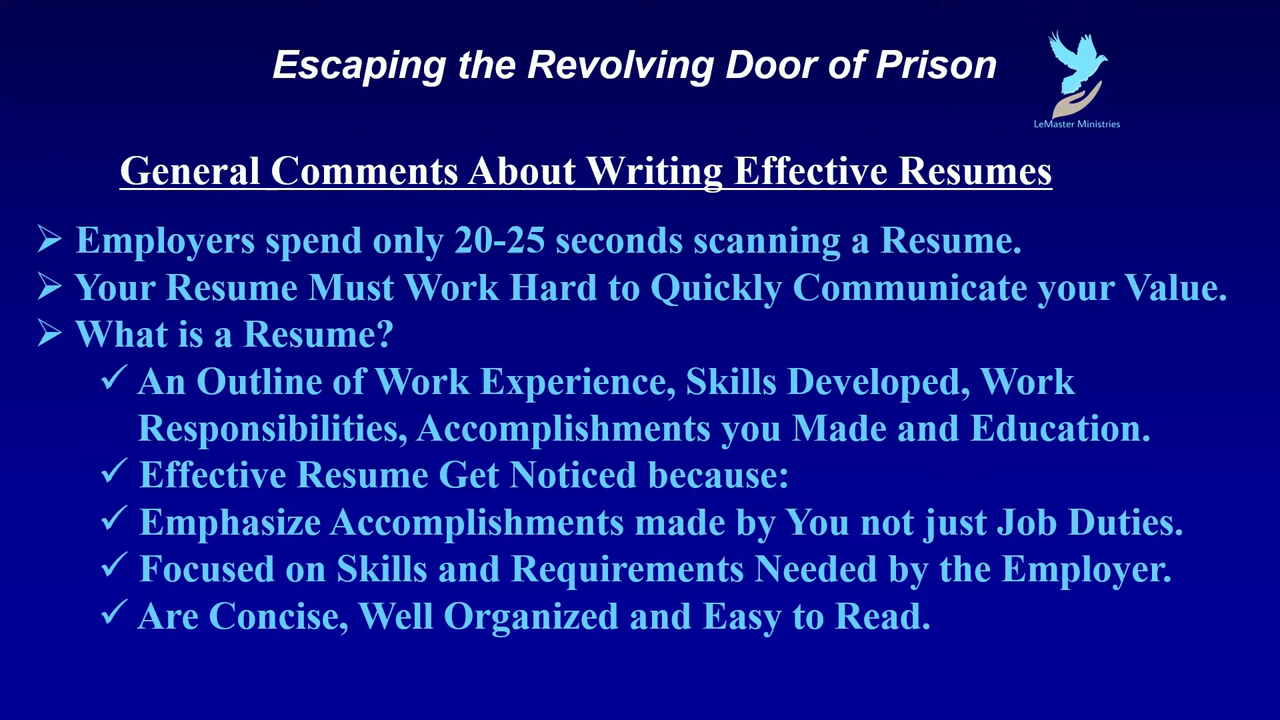 Escaping the Revolving Door of Prison
LeMaster Ministries
General Comments About Writing Effective Resumes
➢ Employers spend only 20-25 seconds scanning a Resume.
➢ Your Resume Must Work Hard to Quickly Communicate your Value.
➢ What is a Resume?
✓ An Outline of Work Experience, Skills Developed, Work
Responsibilities, Accomplishments you Made and Education.
✓ Effective Resume Get Noticed because:
✓ Emphasize Accomplishments made by You not just Job Duties.
✓ Focused on Skills and Requirements Needed by the Employer.
✓ Are Concise, Well Organized and Easy to Read.